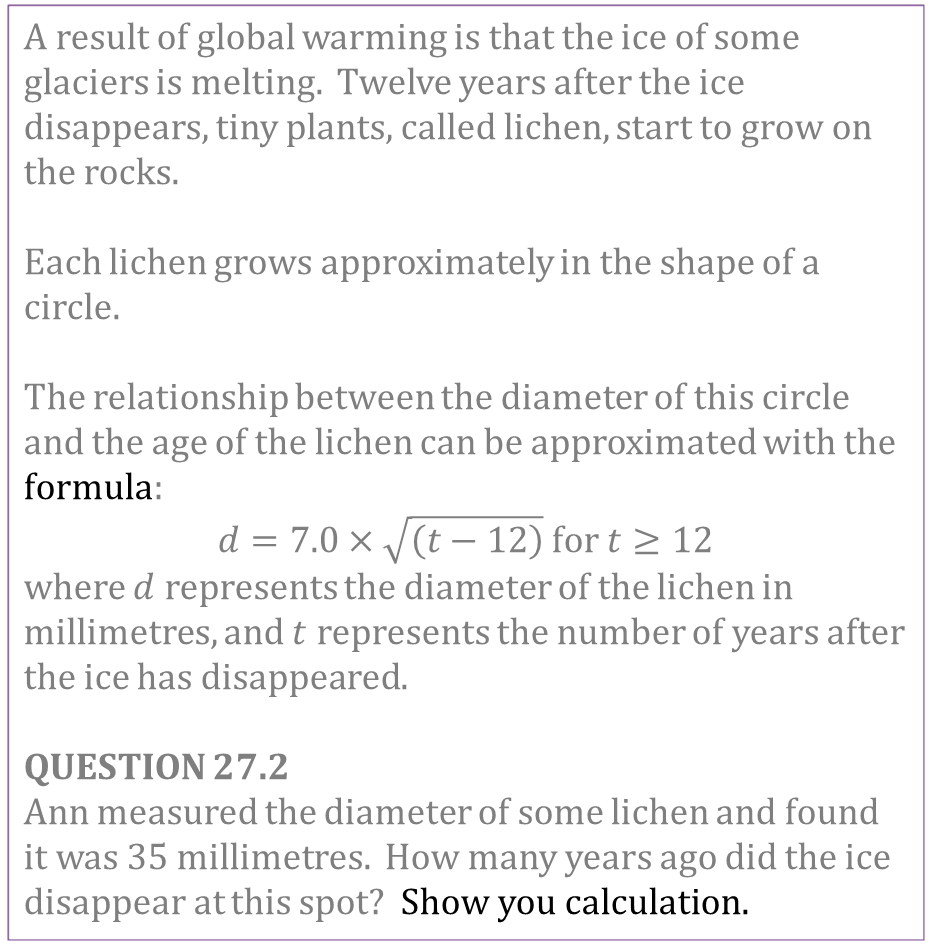 A result of global warming is that the ice of some
glaciers is melting. Twelve years after the ice
disappears, tiny plants, called lichen, start to grow on
the rocks.
Each lichen grows approximately in the shape of a
circle.
The relationship between the diameter of this circle
and the age of the lichen can be approximated with the
formula:
d = 7.0 × √(t − 12) for t ≥ 12
where d represents the diameter of the lichen in
millimetres, and t represents the number of years after
the ice has disappeared.
QUESTION 27.2
Ann measured the diameter of some lichen and found
it was 35 millimetres. How many years ago did the ice
disappear at this spot? Show you calculation.